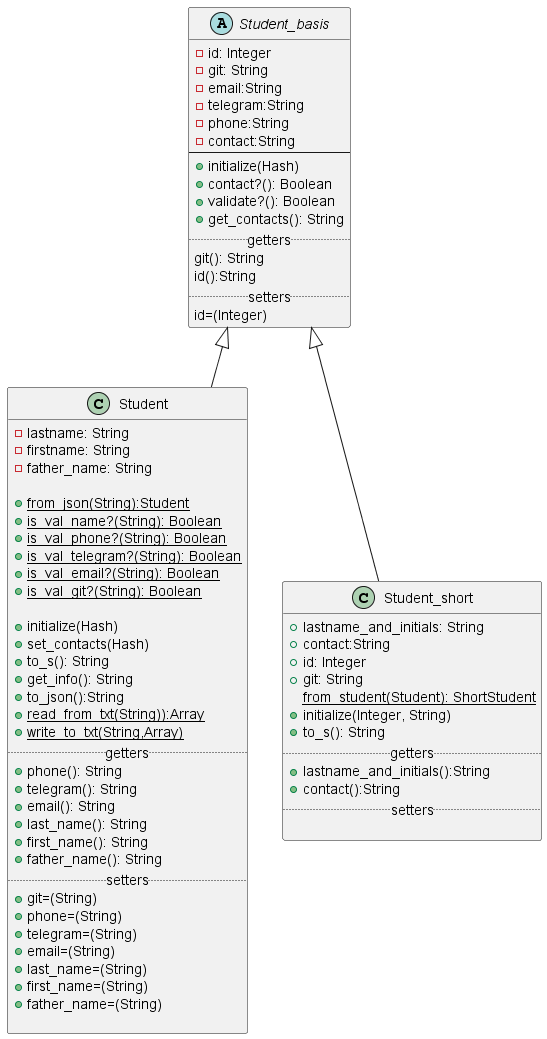 A Student_basis
id: Integer
git: String
email:String
telegram:String
phone:String
contact:String
initialize(Hash)
contact?(): Boolean
validate?(): Boolean
get_contacts(): String
getters
git(): String
id():String
setters
id=(Integer)
C Student
lastname: String
firstname: String
father_name: String
from_json(String):Student
is_val_name?(String): Boolean
is_val_phone?(String): Boolean
is_val_telegram?(String): Boolean
is_val_email?(String): Boolean
is_val_git?(String): Boolean
initialize(Hash)
set_contacts(Hash)
to_s(): String
get_info(): String
to_json():String
read_from_txt(String)):Array
write_to_txt(String,Array)
getters
phone(): String
telegram(): String
email(): String
last_name(): String
first_name(): String
father_name(): String
setters
git=(String)
phone=(String)
telegram=(String)
email=(String)
last_name=(String)
first_name=(String)
father_name=(String)
C Student_short
lastname_and_initials: String
contact:String
id: Integer
git: String
from_student(Student): ShortStudent
initialize(Integer, String)
to_s(): String
getters
lastname_and_initials():String
contact():String
setters